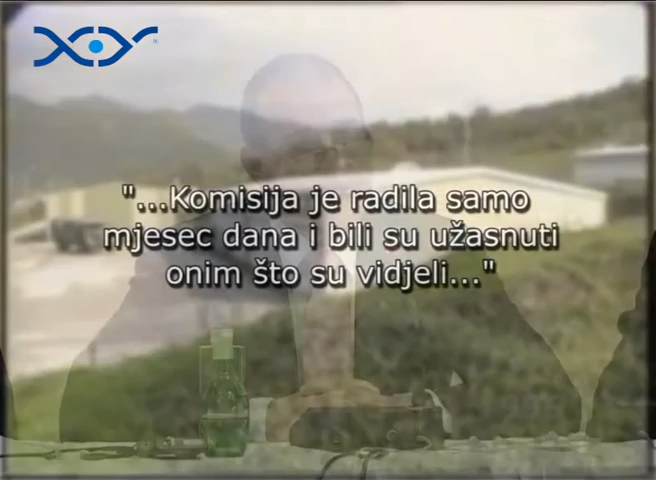 "...Komisija je radila samo
mjesec dana i bili su užasnuti
onim što su vidjeli..."